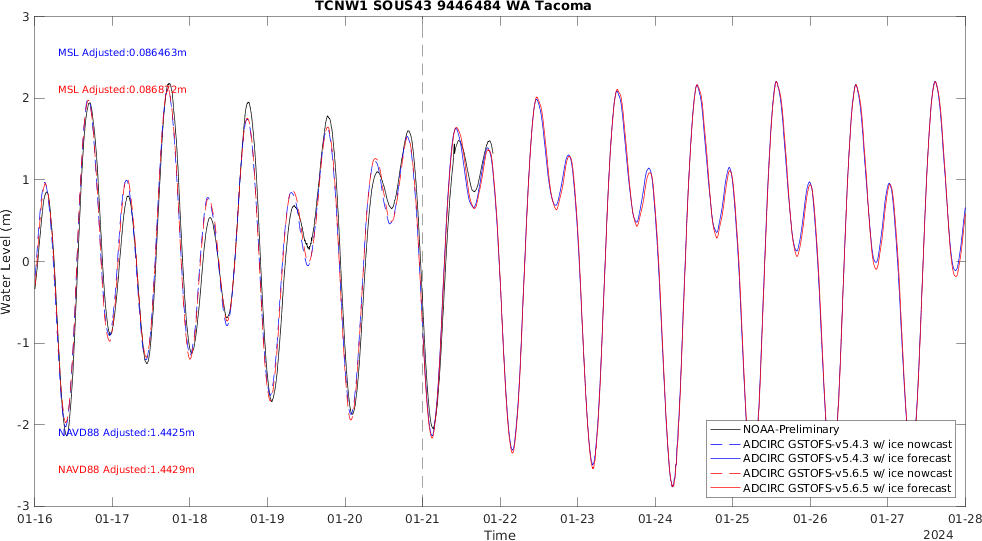 TCNW1 SOUS43 9446484 WA Tacoma
3
2
1
0
-1
-2
-3
Water Level (m)
MSL Adjusted:0.086463m
MSL Adjusted:0.086872m
NAVD88 Adjusted:1.4425m
NAVD88 Adjusted:1.4429m
NOAA-Preliminary
ADCIRC GSTOFS-v5.4.3 w/ ice nowcast
ADCIRC GSTOFS-v5.4.3 w/ ice forecast
ADCIRC GSTOFS-v5.6.5 w/ ice nowcast
ADCIRC GSTOFS-v5.6.5 w/ ice forecast
01-16 01-17 01-18 01-19 01-20 01-21 01-22 01-23 01-24 01-25 01-26 01-27 01-28
Time
2024